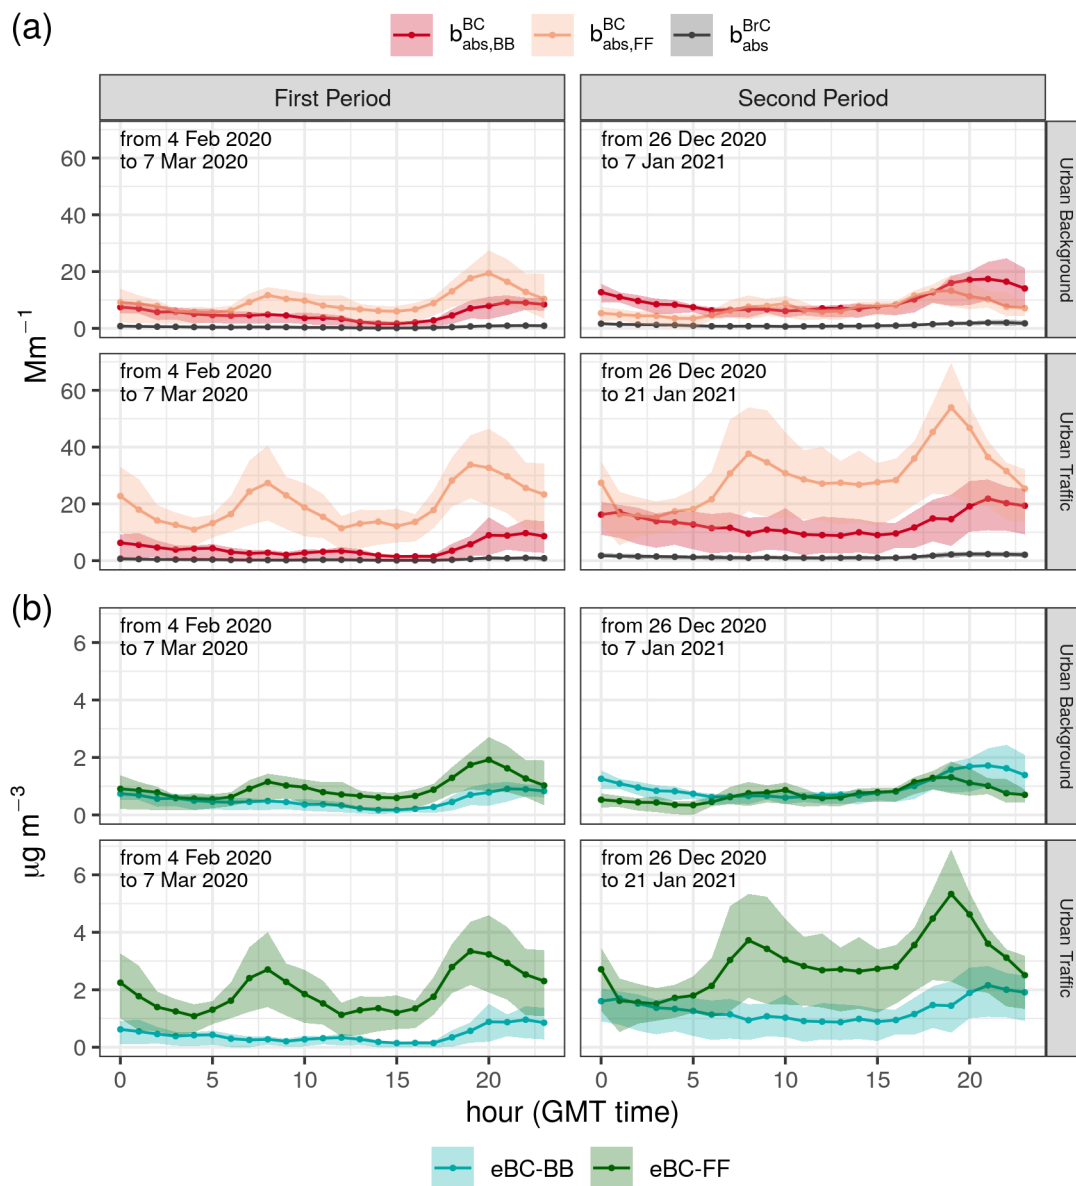 (a)
b BC abs,BB b BC abs,FF b BrC abs
First Period Second Period
from 4 Feb 2020
to 7 Mar 2020
from 26 Dec 2020
to 7 Jan 2021
Urban Background
60
40
20
0
Mm−1
from 4 Feb 2020
to 7 Mar 2020
from 26 Dec 2020
to 21 Jan 2021
Urban Traffic
60
40
20
0
(b)
from 4 Feb 2020
to 7 Mar 2020
from 26 Dec 2020
to 7 Jan 2021
Urban Background
6
4
2
0
μg m−3
from 4 Feb 2020
to 7 Mar 2020
from 26 Dec 2020
to 21 Jan 2021
Urban Traffic
6
4
2
0
0 5 10 15 20 0 5 10 15 20
hour (GMT time)
eBC-BB eBC-FF